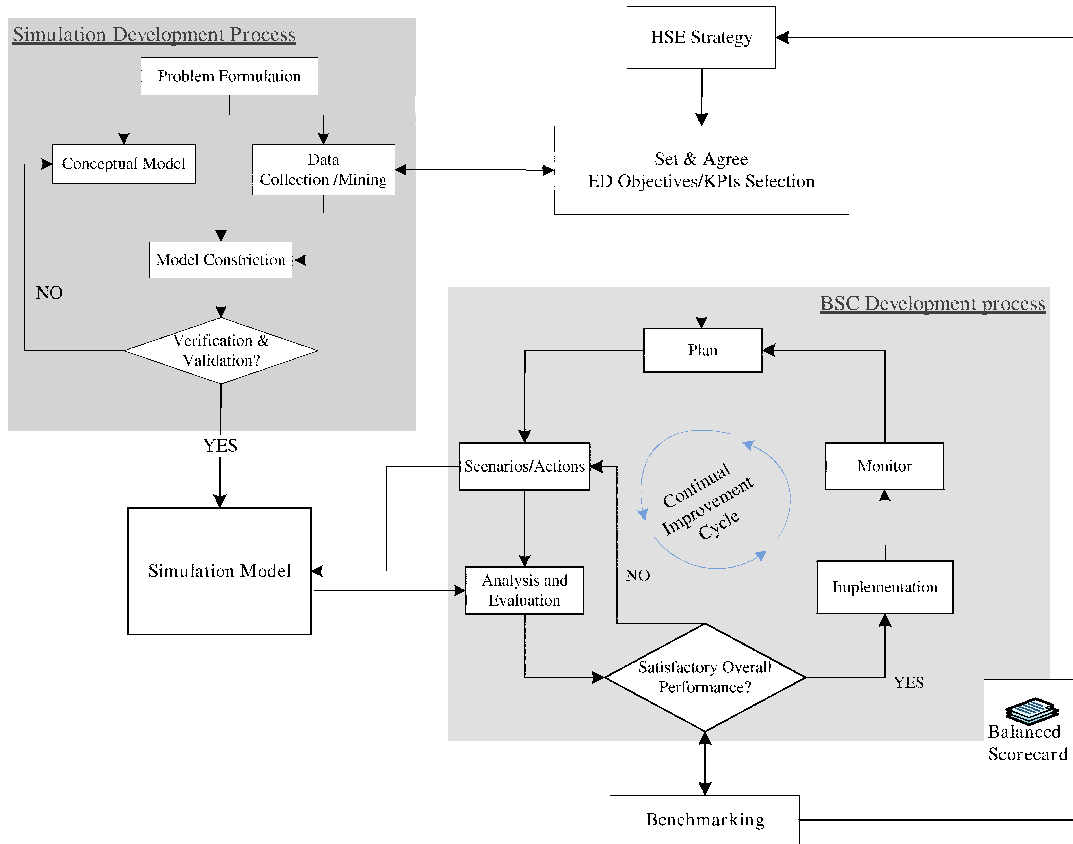 Simulation Development Process
Problem Formulation
Conceptual Model
Data
Collection /Mining
Model Constriction
NO
Verification &
Validation?
YES
Simulation Model
HSE Strategy
Set & Agree
ED Objectives/KPIs Selection
BSC Development process
Plan
Scenarios/Actions
Monitor
Continual
Improvement
Cycle
Analysis and
Evaluation
NO
Implementation
Satisfactory Overall
Performance?
YES
Balanced
Scorecard
Benchmarking